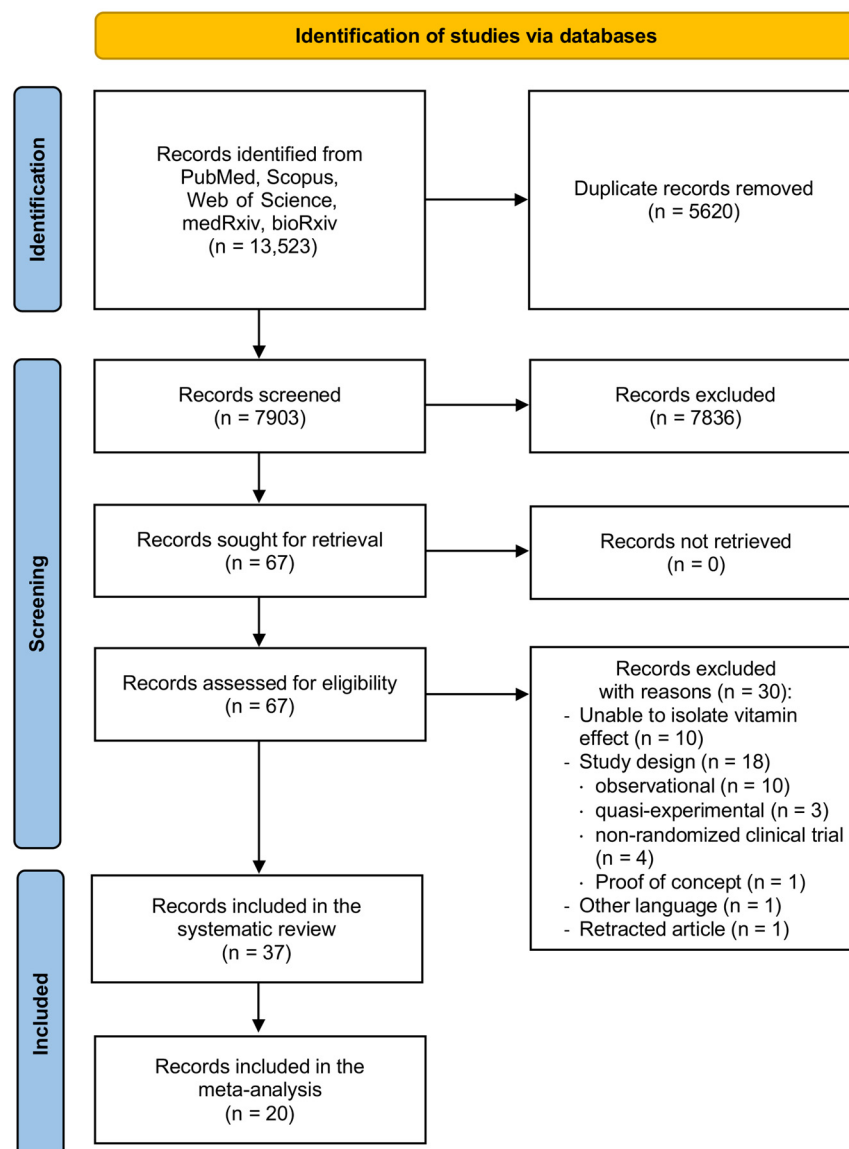 Identification of studies via databases
Identification
Records identified from
PubMed, Scopus,
Web of Science,
medRxiv, bioRxiv
(n = 13,523)
Duplicate records removed
(n = 5620)
Screening
Records screened
(n = 7903)
Records excluded
(n = 7836)
Records sought for retrieval
(n = 67)
Records not retrieved
(n = 0)
Records assessed for eligibility
(n = 67)
Records excluded
with reasons (n = 30):
- Unable to isolate vitamin
effect (n = 10)
- Study design (n = 18)
· observational (n = 10)
· quasi-experimental (n = 3)
· non-randomized clinical trial
(n = 4)
· Proof of concept (n = 1)
- Other language (n = 1)
- Retracted article (n = 1)
Included
Records included in the
systematic review
(n = 37)
Records included in the
meta-analysis
(n = 20)